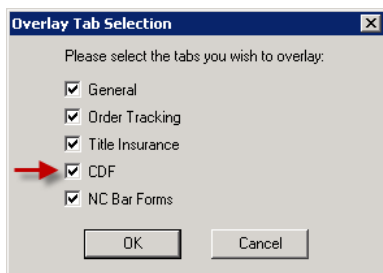 Overlay Tab Selection
Please select the tabs you wish to overlay:
General
Order Tracking
Title Insurance
CDF
NC Bar Forms
OK Cancel